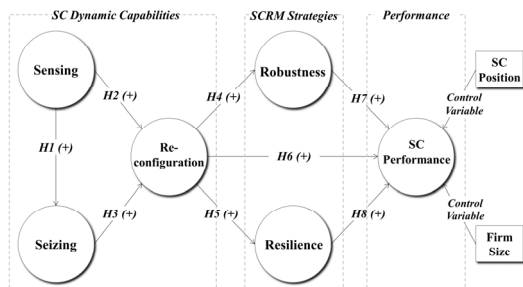 SC Dynamic Capabilities
SCRM Strategies
Performance
Sensing
H2 (+)
H4 (+)
Robustness
H7 (+)
SC
Position
Control
Variable
H1 (+)
Re-
configuration
H6 (+)
SC
Performance
H3 (+)
H5 (+)
H8 (+)
Control
Variable
Seizing
Resilience
Firm
Size